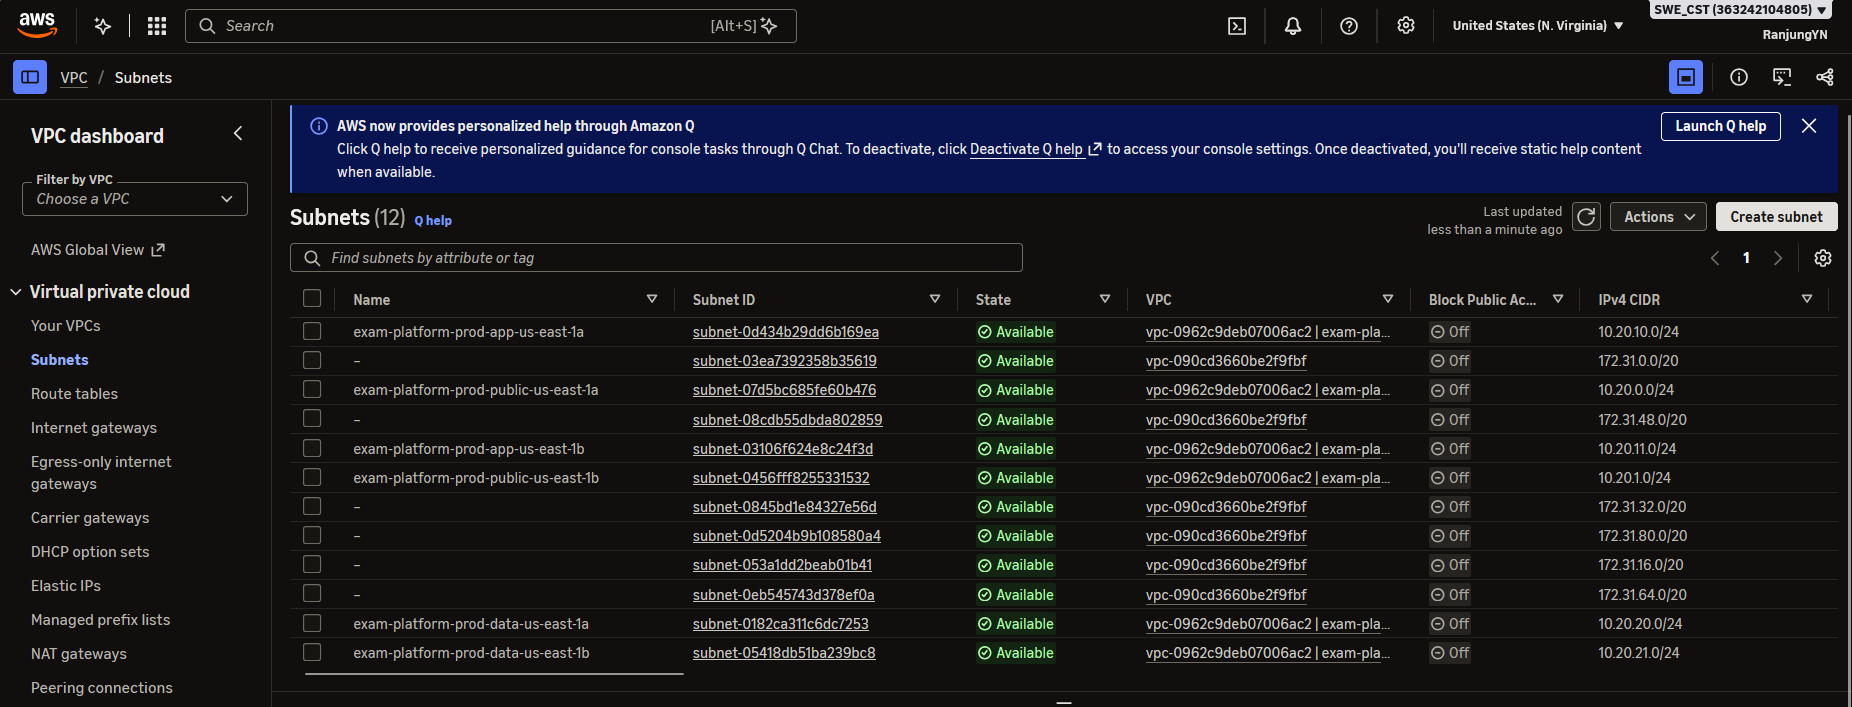 aws
Search
[Alt+S]
United States (N. Virginia)
SWE_CST (363242104805)
RanjungYN
VPC / Subnets
VPC dashboard
Filter by VPC
Choose a VPC
AWS Global View
Virtual private cloud
Your VPCs
Subnets
Route tables
Internet gateways
Egress-only internet
gateways
Carrier gateways
DHCP option sets
Elastic IPs
Managed prefix lists
NAT gateways
Peering connections
AWS now provides personalized help through Amazon Q
Click Q help to receive personalized guidance for console tasks through Q Chat. To deactivate, click Deactivate Q help to access your console settings. Once deactivated, you'll receive static help content
when available.
Launch Q help
Subnets (12) Q help
Last updated
less than a minute ago
Actions
Create subnet
Find subnets by attribute or tag
1
Name Subnet ID State VPC Block Public Ac... IPv4 CIDR
exam-platform-prod-app-us-east-1a subnet-0d434b29dd6b169ea Available vpc-0962c9deb07006ac2 | exam-pla... Off 10.20.10.0/24
– subnet-03ea7392358b35619 Available vpc-090cd3660be2f9fbf Off 172.31.0.0/20
exam-platform-prod-public-us-east-1a subnet-07d5bc685fe60b476 Available vpc-0962c9deb07006ac2 | exam-pla... Off 10.20.0.0/24
– subnet-08cdb55dbda802859 Available vpc-090cd3660be2f9fbf Off 172.31.48.0/20
exam-platform-prod-app-us-east-1b subnet-03106f624e8c24f3d Available vpc-0962c9deb07006ac2 | exam-pla... Off 10.20.11.0/24
exam-platform-prod-public-us-east-1b subnet-0456fff8255331532 Available vpc-0962c9deb07006ac2 | exam-pla... Off 10.20.1.0/24
– subnet-0845bd1e84327e56d Available vpc-090cd3660be2f9fbf Off 172.31.32.0/20
– subnet-0d5204b9b108580a4 Available vpc-090cd3660be2f9fbf Off 172.31.80.0/20
– subnet-053a1dd2beab01b41 Available vpc-090cd3660be2f9fbf Off 172.31.16.0/20
– subnet-0eb545743d378ef0a Available vpc-090cd3660be2f9fbf Off 172.31.64.0/20
exam-platform-prod-data-us-east-1a subnet-0182ca311c6dc7253 Available vpc-0962c9deb07006ac2 | exam-pla... Off 10.20.20.0/24
exam-platform-prod-data-us-east-1b subnet-05418db51ba239bc8 Available vpc-0962c9deb07006ac2 | exam-pla... Off 10.20.21.0/24